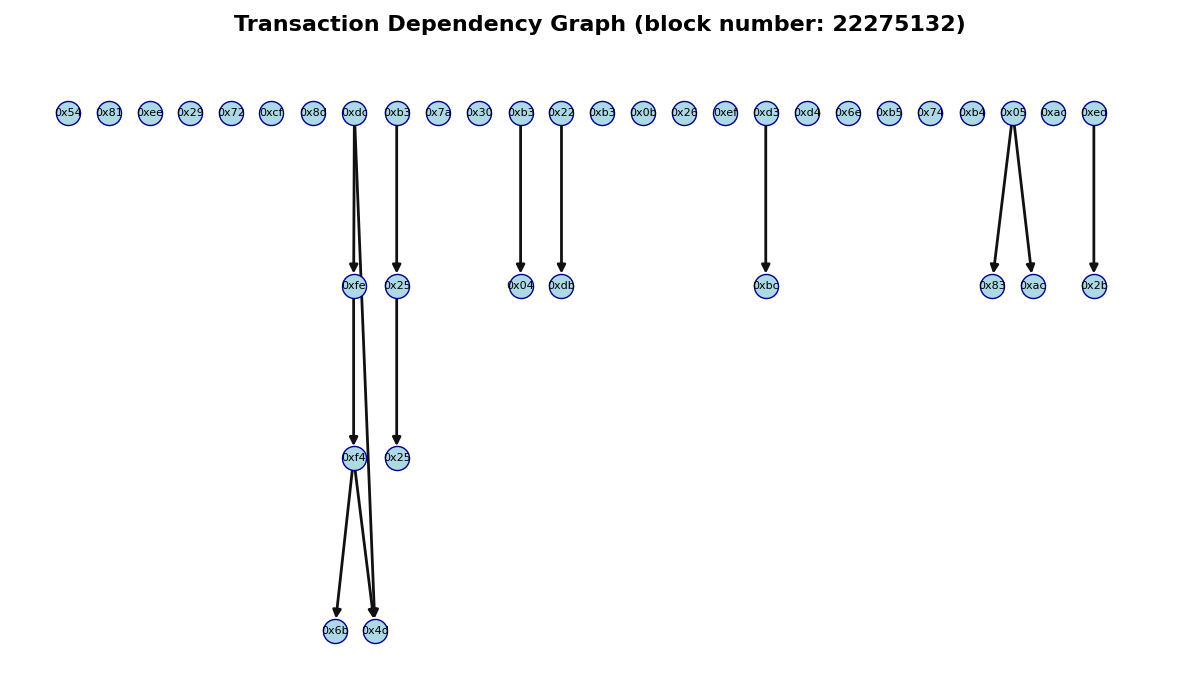 Transaction Dependency Graph (block number: 22275132)
0x54 0x81 0xee 0x29 0x72 0xcf 0x8d 0xdc 0xb3 0x7a 0x30 0xb3 0x22 0xb3 0x0b 0x26 0xef 0xd3 0xd4 0x6e 0xb5 0x74 0xb4 0x05 0xac 0xed
0xfe 0x25 0x04 0xdb 0xbc 0x83 0xac 0x2b
0xf4 0x25
0x6b 0x4d